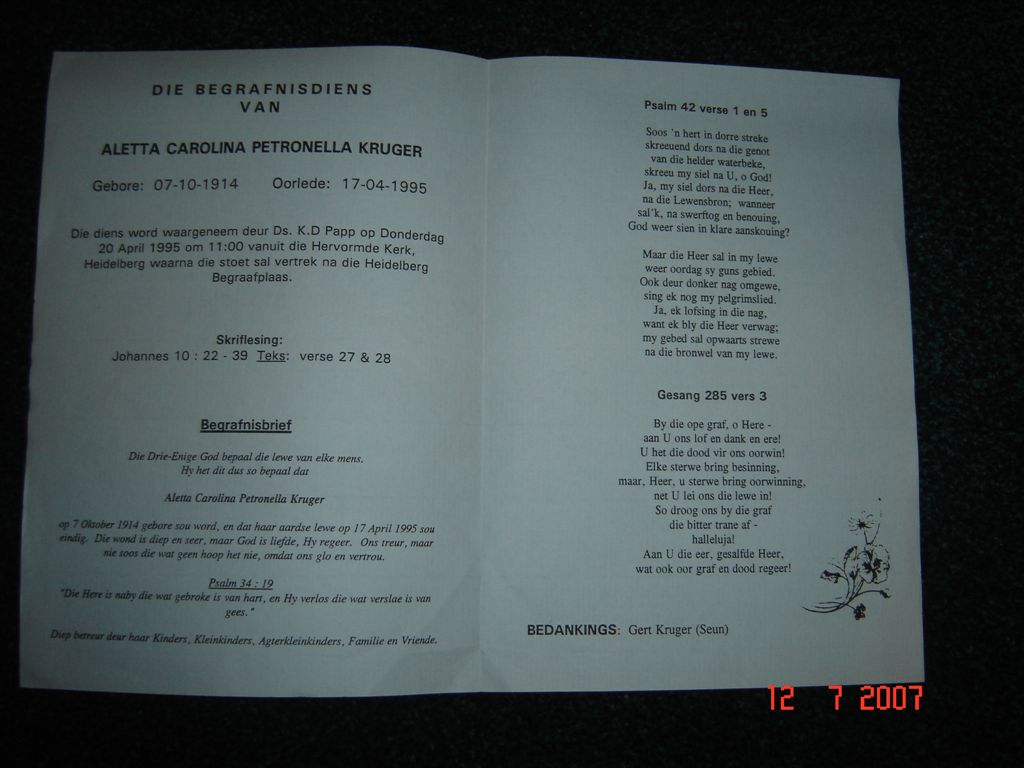 DIE BEGRAFNISDIENS
VAN
ALETTA CAROLINA PETRONELLA KRUGER
Gebore: 07-10-1914 Oorlede: 17-04-1995
Die diens word waargeneem deur Ds. K.D Papp op Donderdag
20 April 1995 om 11:00 vanuit die Hervormde Kerk,
Heidelberg waarna die stoet sal vertrek na die Heidelberg
Begraafplaas.
Skriflesing:
Johannes 10 : 22 - 39 Teks: verse 27 & 28
Begrafnisbrief
Die Drie-Enige God bepaal die lewe van elke mens.
Hy het dit dus so bepaal dat
Aletta Carolina Petronella Kruger
op 7 Oktober 1914 gebore sou word, en dat haar aardse lewe op 17 April 1995 sou
eindig. Die wond is diep en seer, maar God is liefde, Hy regeer. Ons treur, maar
nie soos die wat geen hoop het nie, omdat ons glo en vertrou.
Psalm 34 : 19
"Die Here is naby die wat gebroke is van hart, en Hy verlos die wat verslae is van
gees."
Diep betreur deur haar Kinders, Kleinkinders, Agterkleinkinders, Familie en Vriende.
Psalm 42 verse 1 en 5
Soos 'n hert in dorre streke
skreeuend dors na die genot
van die helder waterbeke,
skreeu my siel na U, o God!
Ja, my siel dors na die Heer,
na die Lewensbron; wanneer
sal'k, na swerftog en benouing,
God weer sien in klare aanskouing?
Maar die Heer sal in my lewe
weer oordag sy guns gebied.
Ook deur donker nag omgewe,
sing ek nog my pelgrimslied.
Ja, ek lofsing in die nag,
want ek bly die Heer verwag;
my gebed sal opwaarts strewe
na die bronwel van my lewe.
Gesang 285 vers 3
By die ope graf, o Here -
aan U ons lof en dank en ere!
U het die dood vir ons oorwin!
Elke sterwe bring besinning,
maar, Heer, u sterwe bring oorwinning,
net U lei ons die lewe in!
So droog ons by die graf
die bitter trane af -
halleluja!
Aan U die eer, gesalfde Heer,
wat ook oor graf en dood regeer!
BEDANKINGS: Gert Kruger (Seun)
12 7 2007